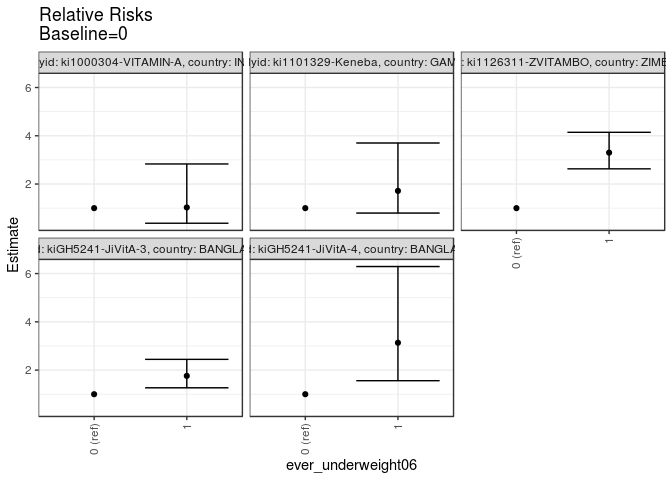 Relative Risks
Baseline=0
yid: ki1000304-VITAMIN-A, country: IN
yid: ki1101329-Keneba, country: GAM
: ki1126311-ZVITAMBO, country: ZIMB
6
4
2
Estimate
: kiGH5241-JiVitA-3, country: BANGLA
: kiGH5241-JiVitA-4, country: BANGLA
0 (ref)
1
6
4
2
0 (ref)
1
0 (ref)
1
ever_underweight06